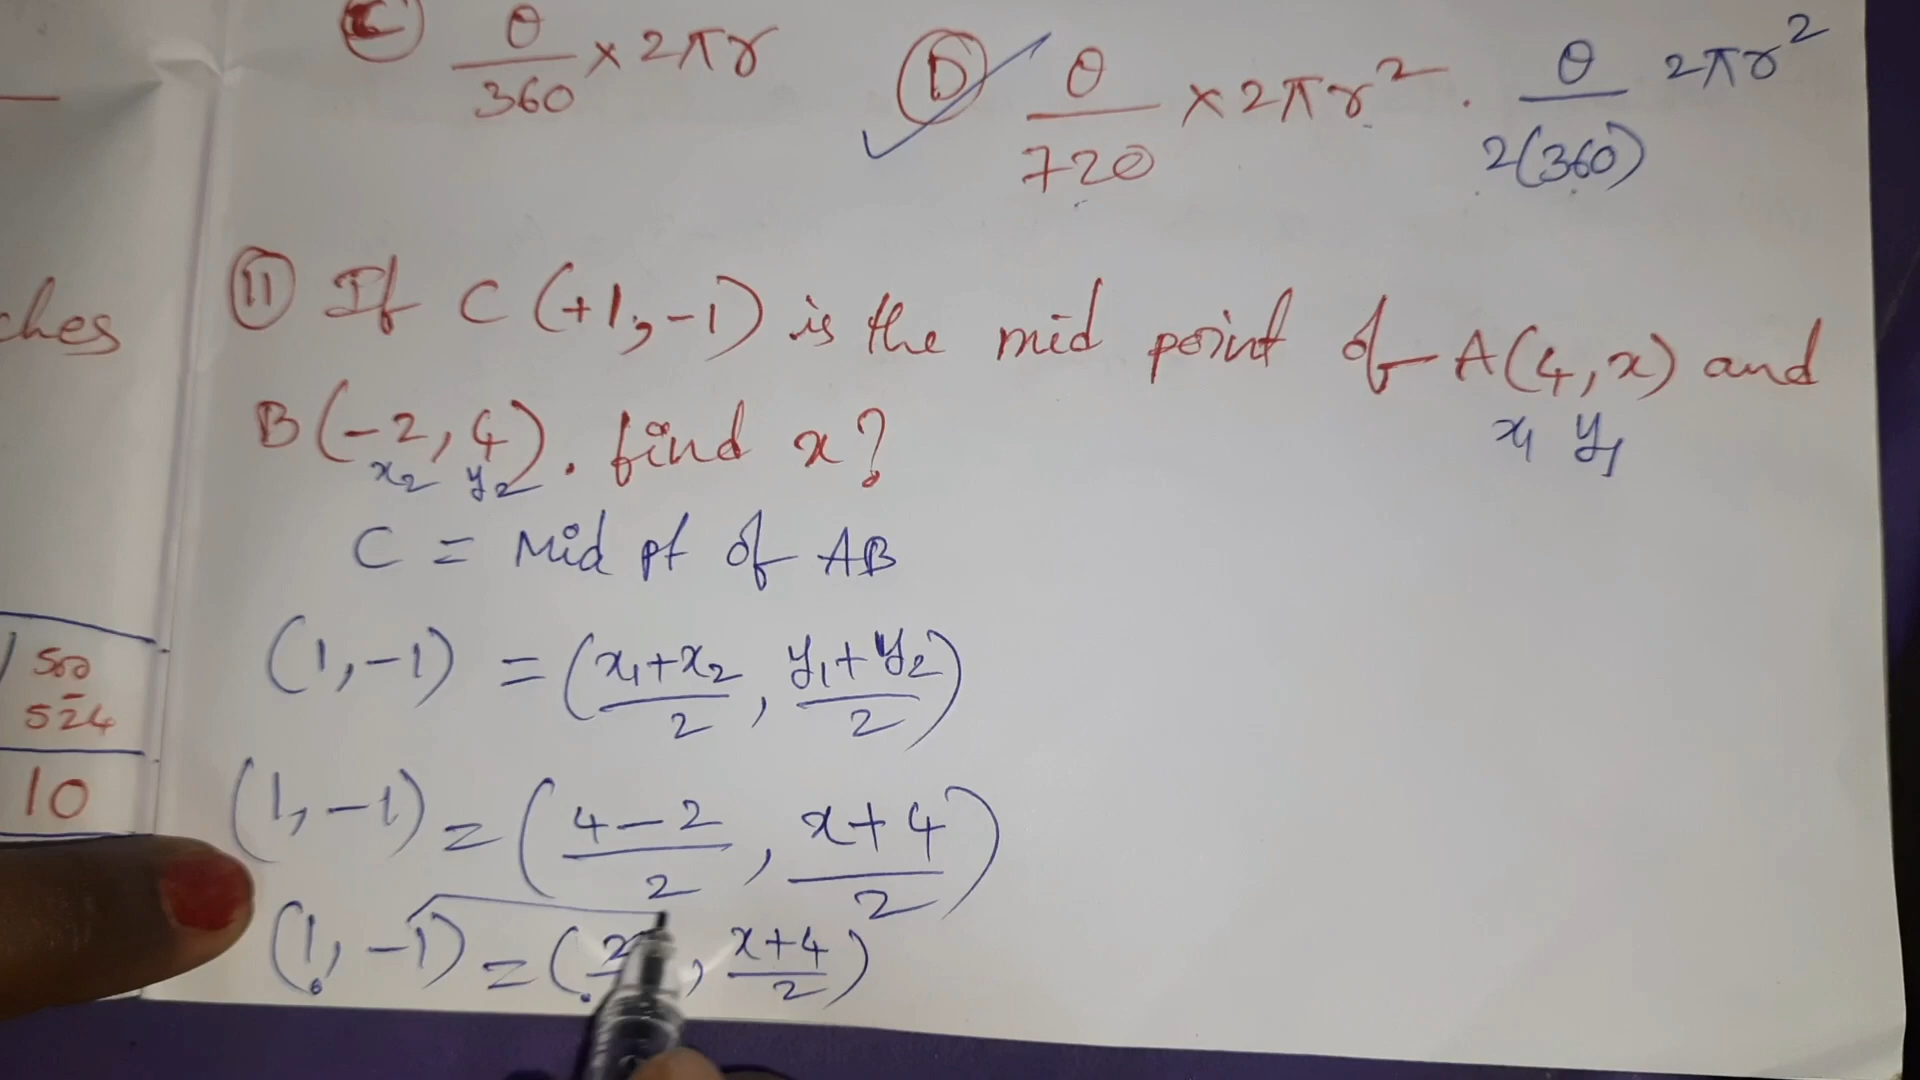 C θ/360 × 2πr D θ/720 × 2πr². θ/2(360) 2πr²
11 If C (+1, -1) is the mid point of A(4, x) and
x1 y1
B(-2, 4). find x?
x2 y2
C = Mid pt of AB
(1, -1) = (x1+x2/2, y1+y2/2)
(1, -1) = (4-2/2, x+4/2)
(1, -1) = (2 , x+4/2)
ches
500
524
10